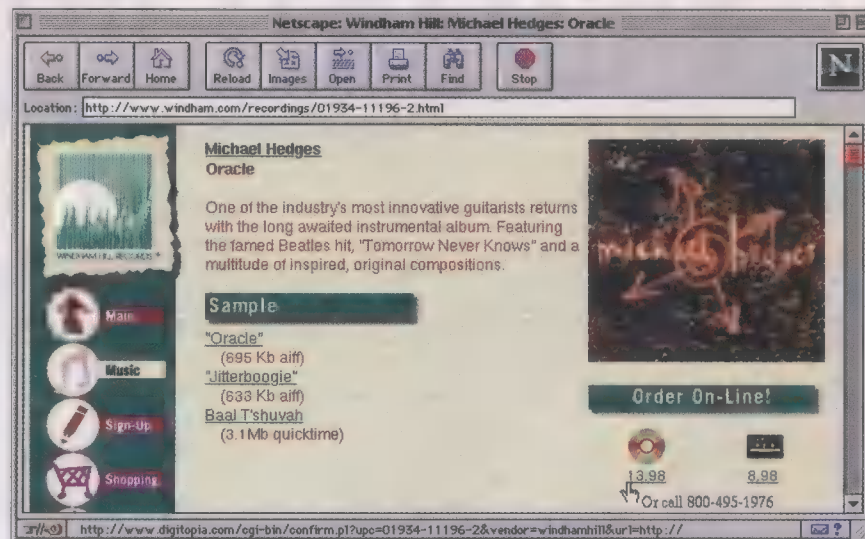 Netscape: Windham Hill: Michael Hedges: Oracle
Back Forward Home Reload Images Open Print Find Stop
N
Location: http://www.windham.com/recordings/01934-11196-2.html
WINDHAM HILL RECORDS
Main
Music
Sign-Up
Shopping
Michael Hedges
Oracle
One of the industry's most innovative guitarists returns
with the long awaited instrumental album. Featuring
the famed Beatles hit, "Tomorrow Never Knows" and a
multitude of inspired, original compositions.
Sample
"Oracle"
(695 Kb aiff)
"Jitterboogie"
(633 Kb aiff)
Baal T'shuvah
(3.1Mb quicktime)
michael hedges
Order On-Line!
13.98 8.98
Or call 800-495-1976
http://www.digitopia.com/cgi-bin/confirm.pl?upc=01934-11196-2&vendor=windhamhill&url=http://
?